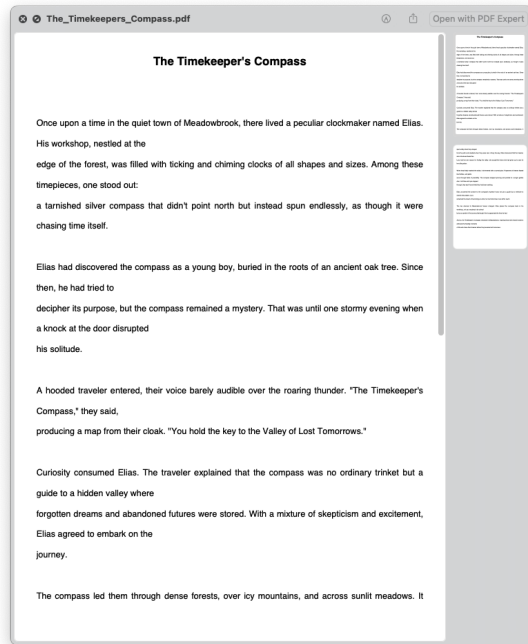 The_Timekeepers_Compass.pdf
Open with PDF Expert
The Timekeeper's Compass
Once upon a time in the quiet town of Meadowbrook, there lived a peculiar clockmaker named Elias.
His workshop, nestled at the
edge of the forest, was filled with ticking and chiming clocks of all shapes and sizes. Among these
timepieces, one stood out:
a tarnished silver compass that didn't point north but instead spun endlessly, as though it were
chasing time itself.
Elias had discovered the compass as a young boy, buried in the roots of an ancient oak tree. Since
then, he had tried to
decipher its purpose, but the compass remained a mystery. That was until one stormy evening when
a knock at the door disrupted
his solitude.
A hooded traveler entered, their voice barely audible over the roaring thunder. "The Timekeeper's
Compass," they said,
producing a map from their cloak. "You hold the key to the Valley of Lost Tomorrows."
Curiosity consumed Elias. The traveler explained that the compass was no ordinary trinket but a
guide to a hidden valley where
forgotten dreams and abandoned futures were stored. With a mixture of skepticism and excitement,
Elias agreed to embark on the
journey.
The compass led them through dense forests, over icy mountains, and across sunlit meadows. It